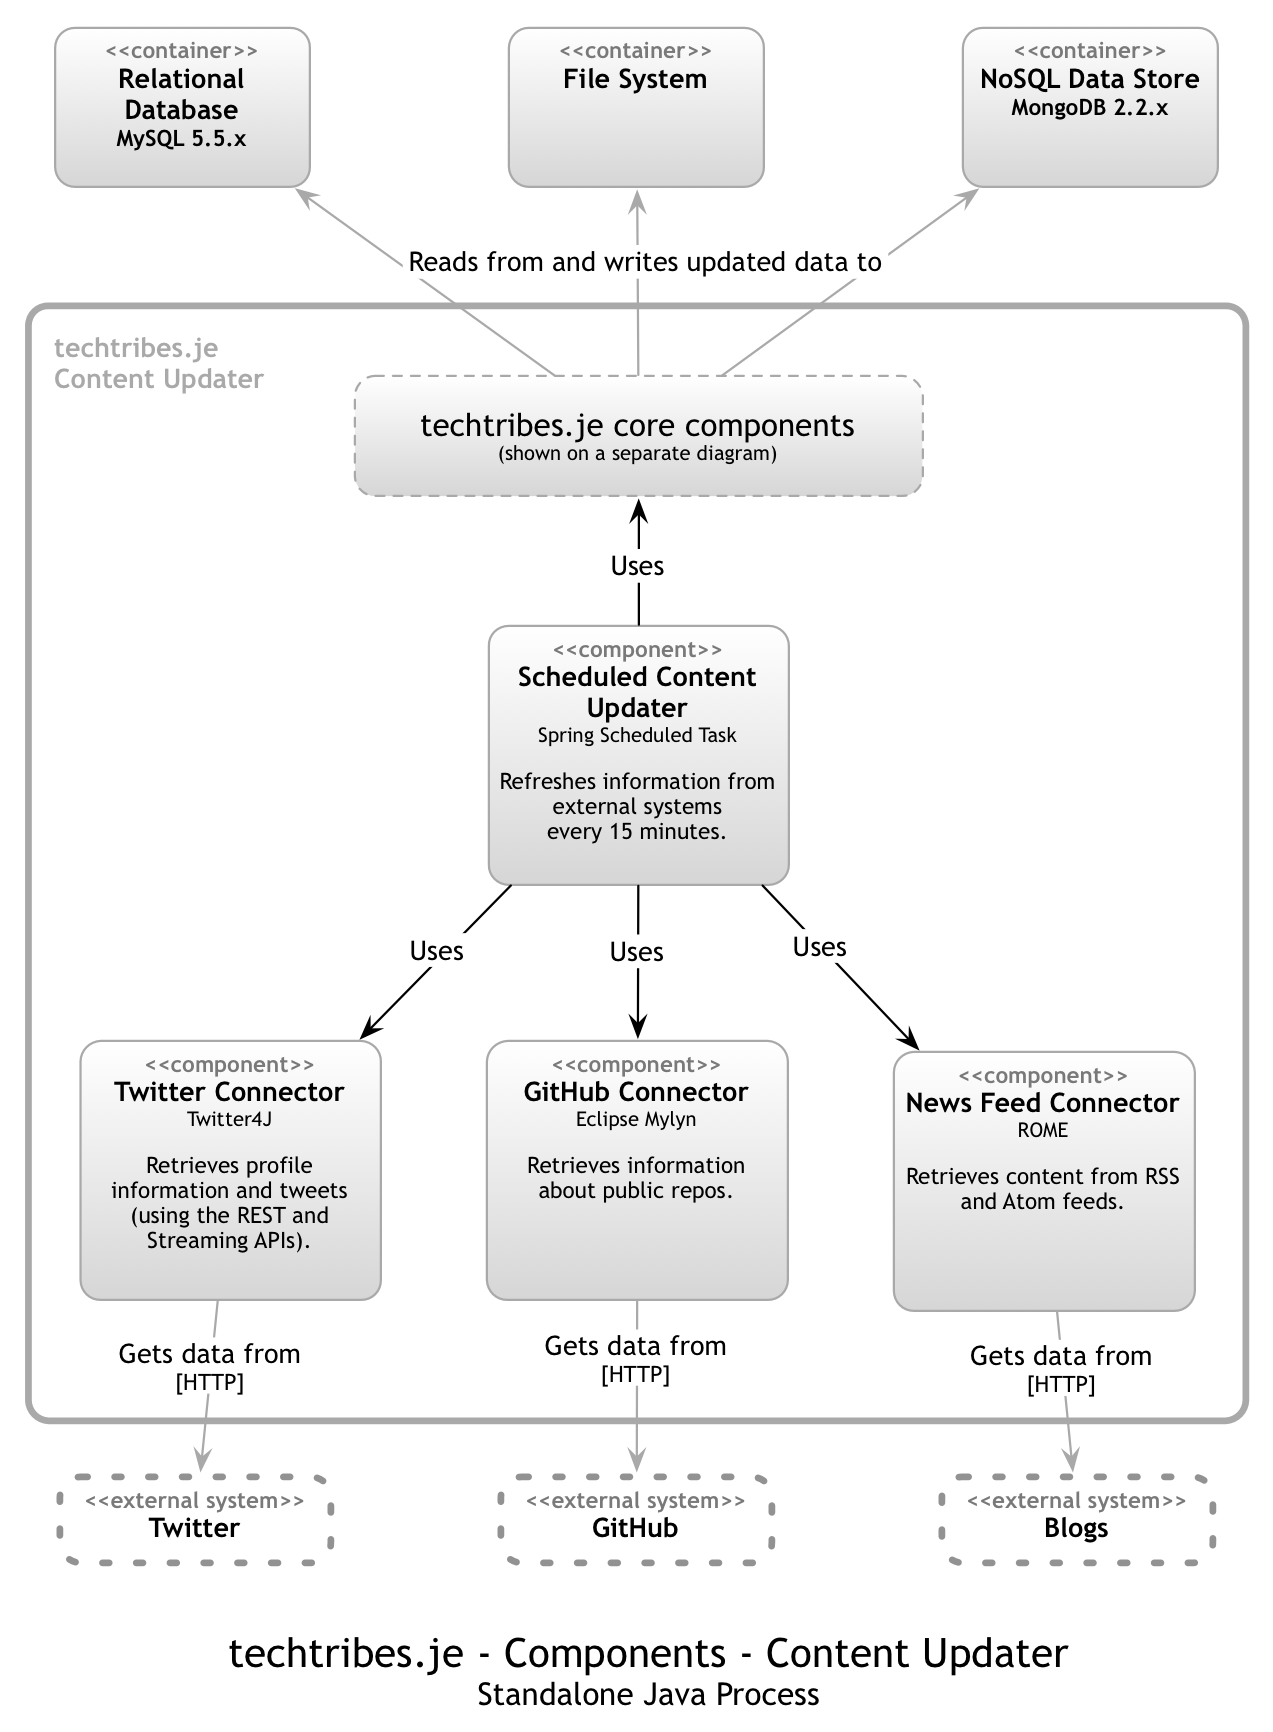 <<container>>
Relational
Database
MySQL 5.5.x
<<container>>
File System
<<container>>
NoSQL Data Store
MongoDB 2.2.x
Reads from and writes updated data to
techtribes.je
Content Updater
techtribes.je core components
(shown on a separate diagram)
Uses
<<component>>
Scheduled Content
Updater
Spring Scheduled Task
Refreshes information from
external systems
every 15 minutes.
Uses
Uses
Uses
<<component>>
Twitter Connector
Twitter4J
Retrieves profile
information and tweets
(using the REST and
Streaming APIs).
<<component>>
GitHub Connector
Eclipse Mylyn
Retrieves information
about public repos.
<<component>>
News Feed Connector
ROME
Retrieves content from RSS
and Atom feeds.
Gets data from
[HTTP]
Gets data from
[HTTP]
Gets data from
[HTTP]
<<external system>>
Twitter
<<external system>>
GitHub
<<external system>>
Blogs
techtribes.je - Components - Content Updater
Standalone Java Process